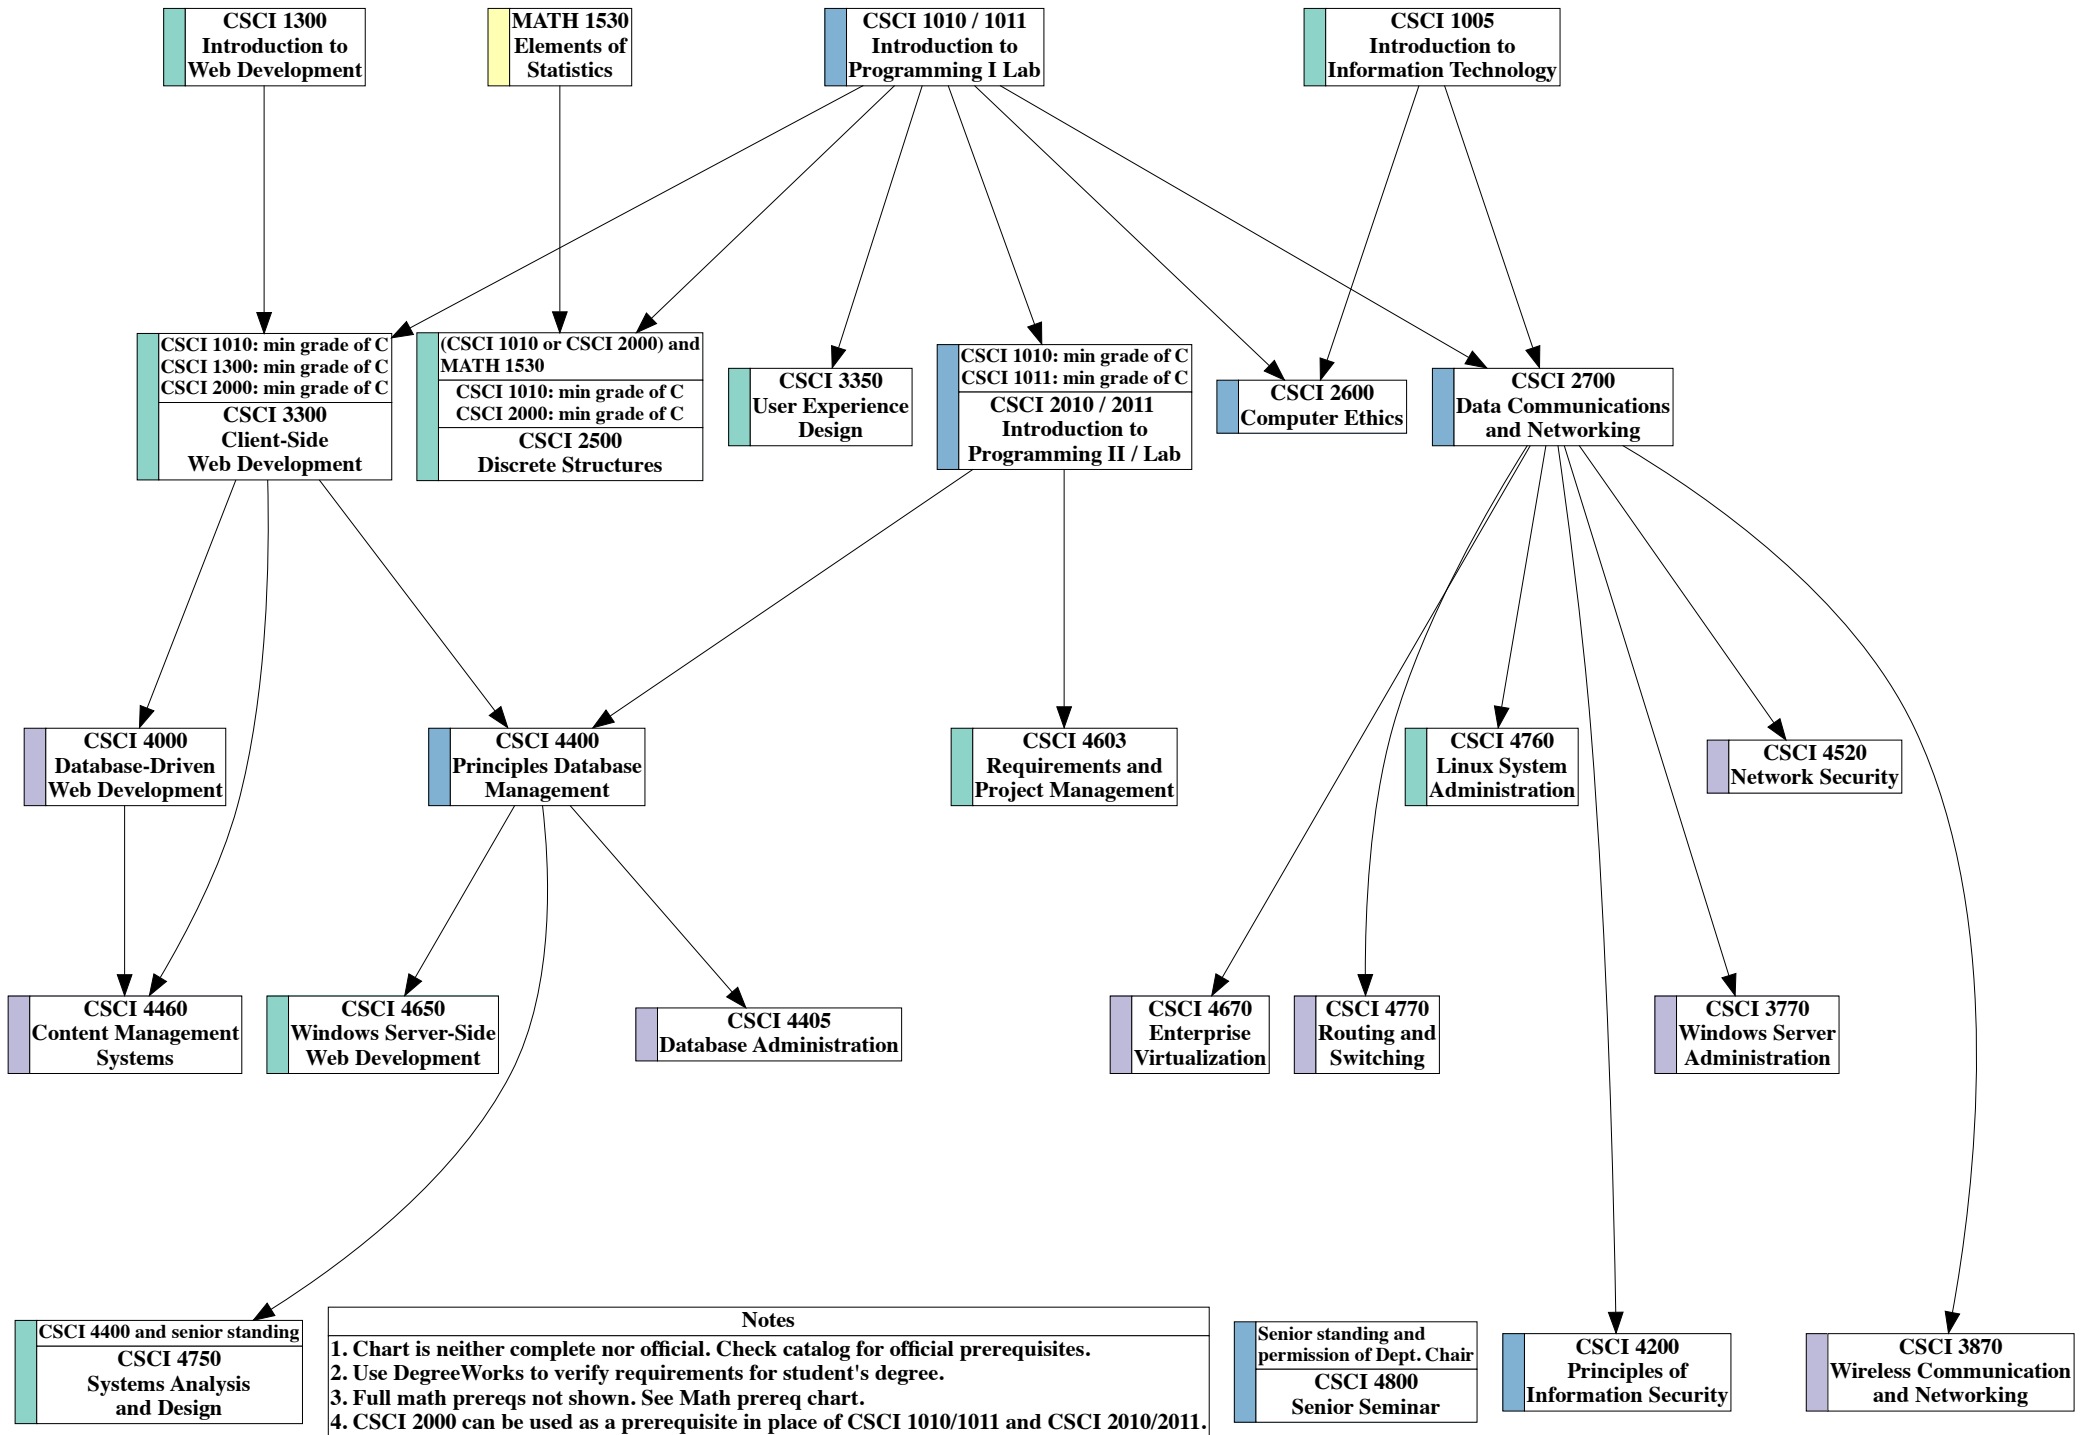 CSCI 1300
Introduction to
Web Development
MATH 1530
Elements of
Statistics
CSCI 1010 / 1011
Introduction to
Programming I Lab
CSCI 1005
Introduction to
Information Technology
CSCI 1010: min grade of C
CSCI 1300: min grade of C
CSCI 2000: min grade of C
CSCI 3300
Client-Side
Web Development
(CSCI 1010 or CSCI 2000) and
MATH 1530
CSCI 1010: min grade of C
CSCI 2000: min grade of C
CSCI 2500
Discrete Structures
CSCI 3350
User Experience
Design
CSCI 1010: min grade of C
CSCI 1011: min grade of C
CSCI 2010 / 2011
Introduction to
Programming II / Lab
CSCI 2600
Computer Ethics
CSCI 2700
Data Communications
and Networking
CSCI 4000
Database-Driven
Web Development
CSCI 4400
Principles Database
Management
CSCI 4603
Requirements and
Project Management
CSCI 4760
Linux System
Administration
CSCI 4520
Network Security
CSCI 4460
Content Management
Systems
CSCI 4650
Windows Server-Side
Web Development
CSCI 4405
Database Administration
CSCI 4670
Enterprise
Virtualization
CSCI 4770
Routing and
Switching
CSCI 3770
Windows Server
Administration
CSCI 4400 and senior standing
CSCI 4750
Systems Analysis
and Design
Notes
1. Chart is neither complete nor official. Check catalog for official prerequisites.
2. Use DegreeWorks to verify requirements for student's degree.
3. Full math prereqs not shown. See Math prereq chart.
4. CSCI 2000 can be used as a prerequisite in place of CSCI 1010/1011 and CSCI 2010/2011.
Senior standing and
permission of Dept. Chair
CSCI 4800
Senior Seminar
CSCI 4200
Principles of
Information Security
CSCI 3870
Wireless Communication
and Networking